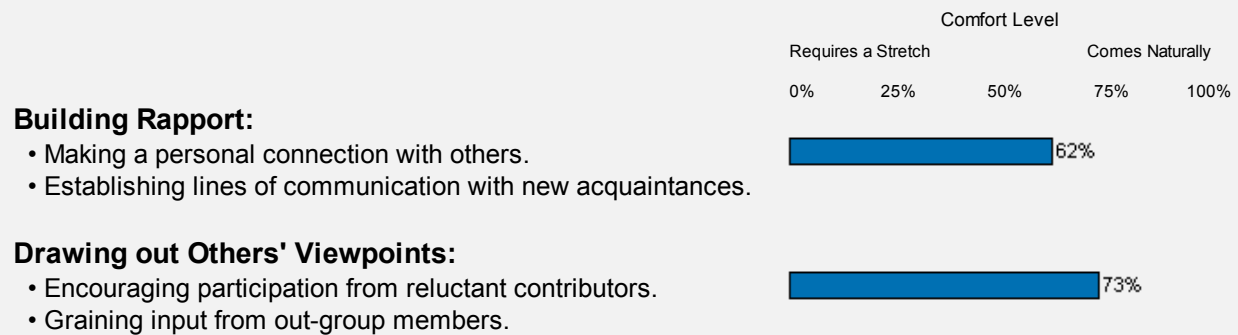 Comfort Level
Requires a Stretch Comes Naturally
0% 25% 50% 75% 100%
Building Rapport:
• Making a personal connection with others.
62%
• Establishing lines of communication with new acquaintances.
Drawing out Others' Viewpoints:
• Encouraging participation from reluctant contributors.
73%
• Graining input from out-group members.